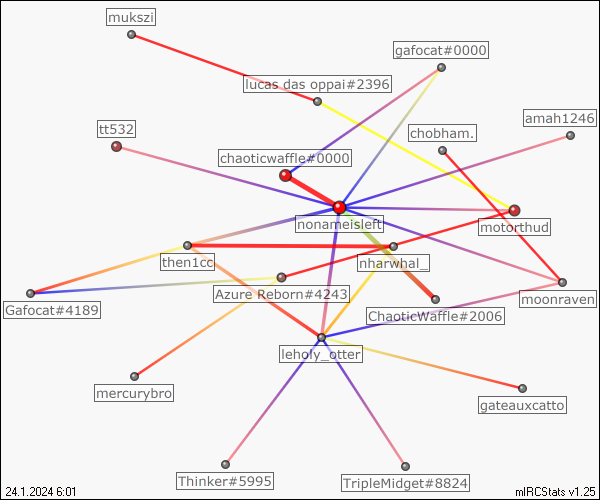 mukszi
gafocat#0000
lucas das oppai#2396
amah1246
tt532
chobham.
chaoticwaffle#0000
nonameisleft
motorthud
then1cc
nharwhal_
Azure Reborn#4243
moonraven
Gafocat#4189
ChaoticWaffle#2006
leholy_otter
mercurybro
gateauxcatto
Thinker#5995
TripleMidget#8824
24.1.2024 6:01
mIRCStats v1.25